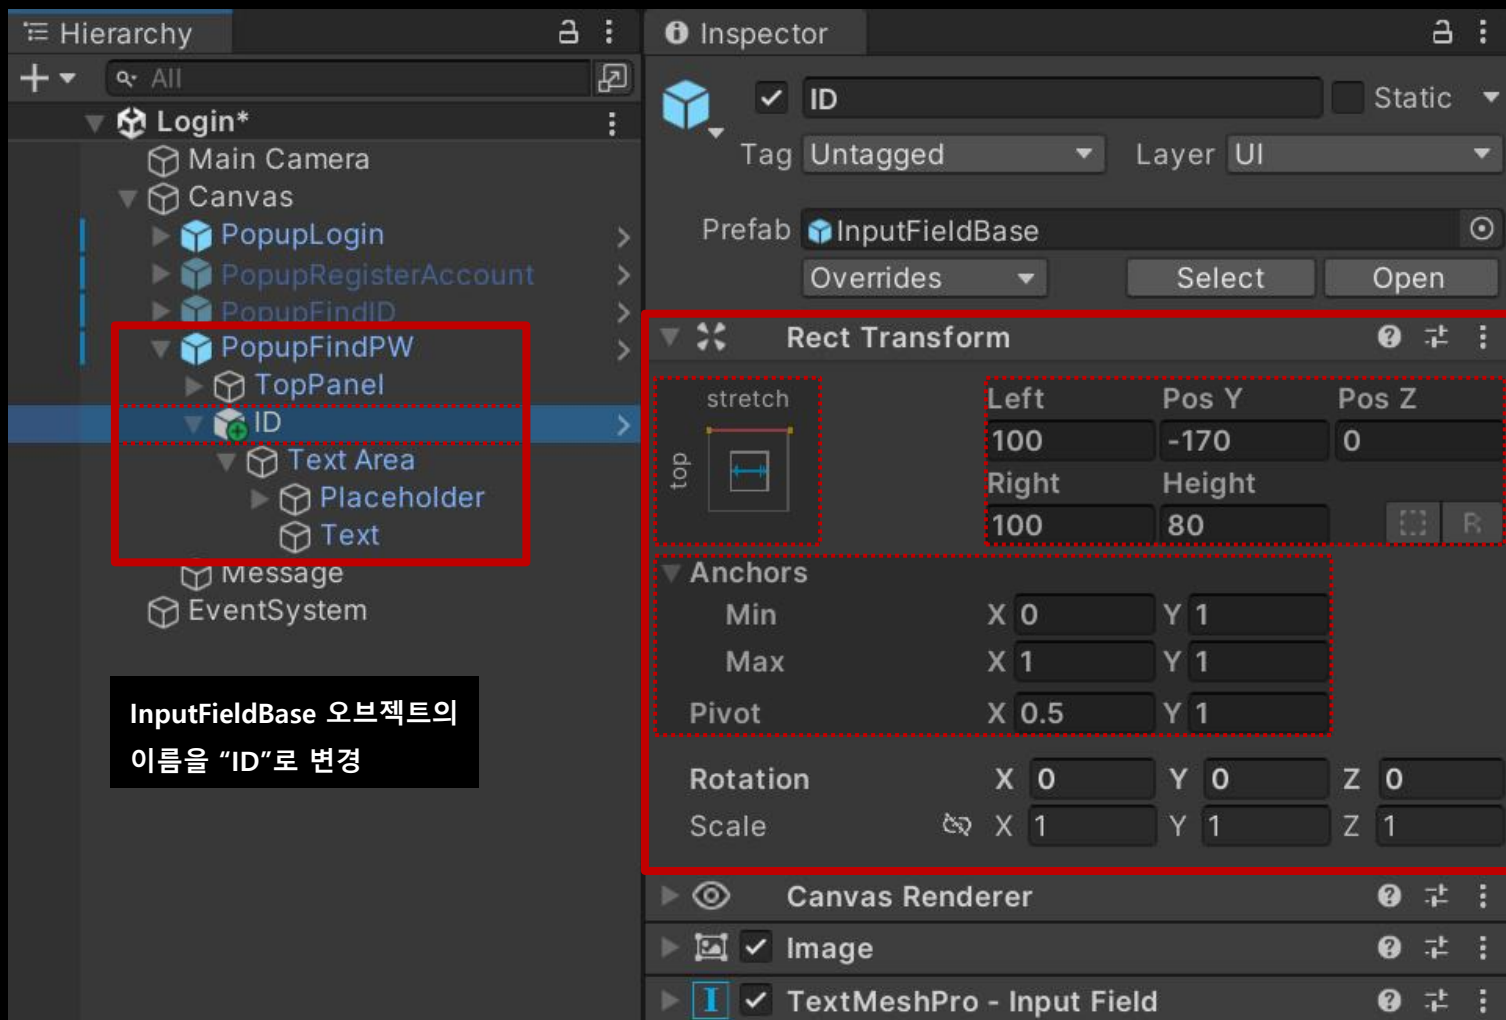 Hierarchy
All
Login*
Main Camera
Canvas
PopupLogin
PopupRegisterAccount
PopupFindID
PopupFindPW
TopPanel
ID
Text Area
Placeholder
Text
Message
EventSystem
InputFieldBase 오브젝트의
이름을 “ID”로 변경
Inspector
ID Static
Tag Untagged Layer UI
Prefab InputFieldBase
Overrides Select Open
Rect Transform
stretch
top
Left Pos Y Pos Z
100 -170 0
Right Height
100 80 R
Anchors
Min X 0 Y 1
Max X 1 Y 1
Pivot X 0.5 Y 1
Rotation X 0 Y 0 Z 0
Scale X 1 Y 1 Z 1
Canvas Renderer
Image
TextMeshPro - Input Field